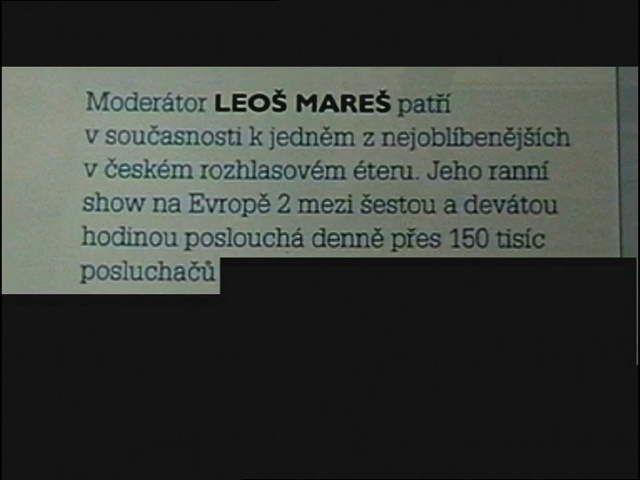 Moderátor LEOŠ MAREŠ patří
v současnosti k jedněm z nejoblíbenějších
v českém rozhlasovém éteru. Jeho ranní
show na Evropě 2 mezi šestou a devátou
hodinou poslouchá denně přes 150 tisíc
posluchačů